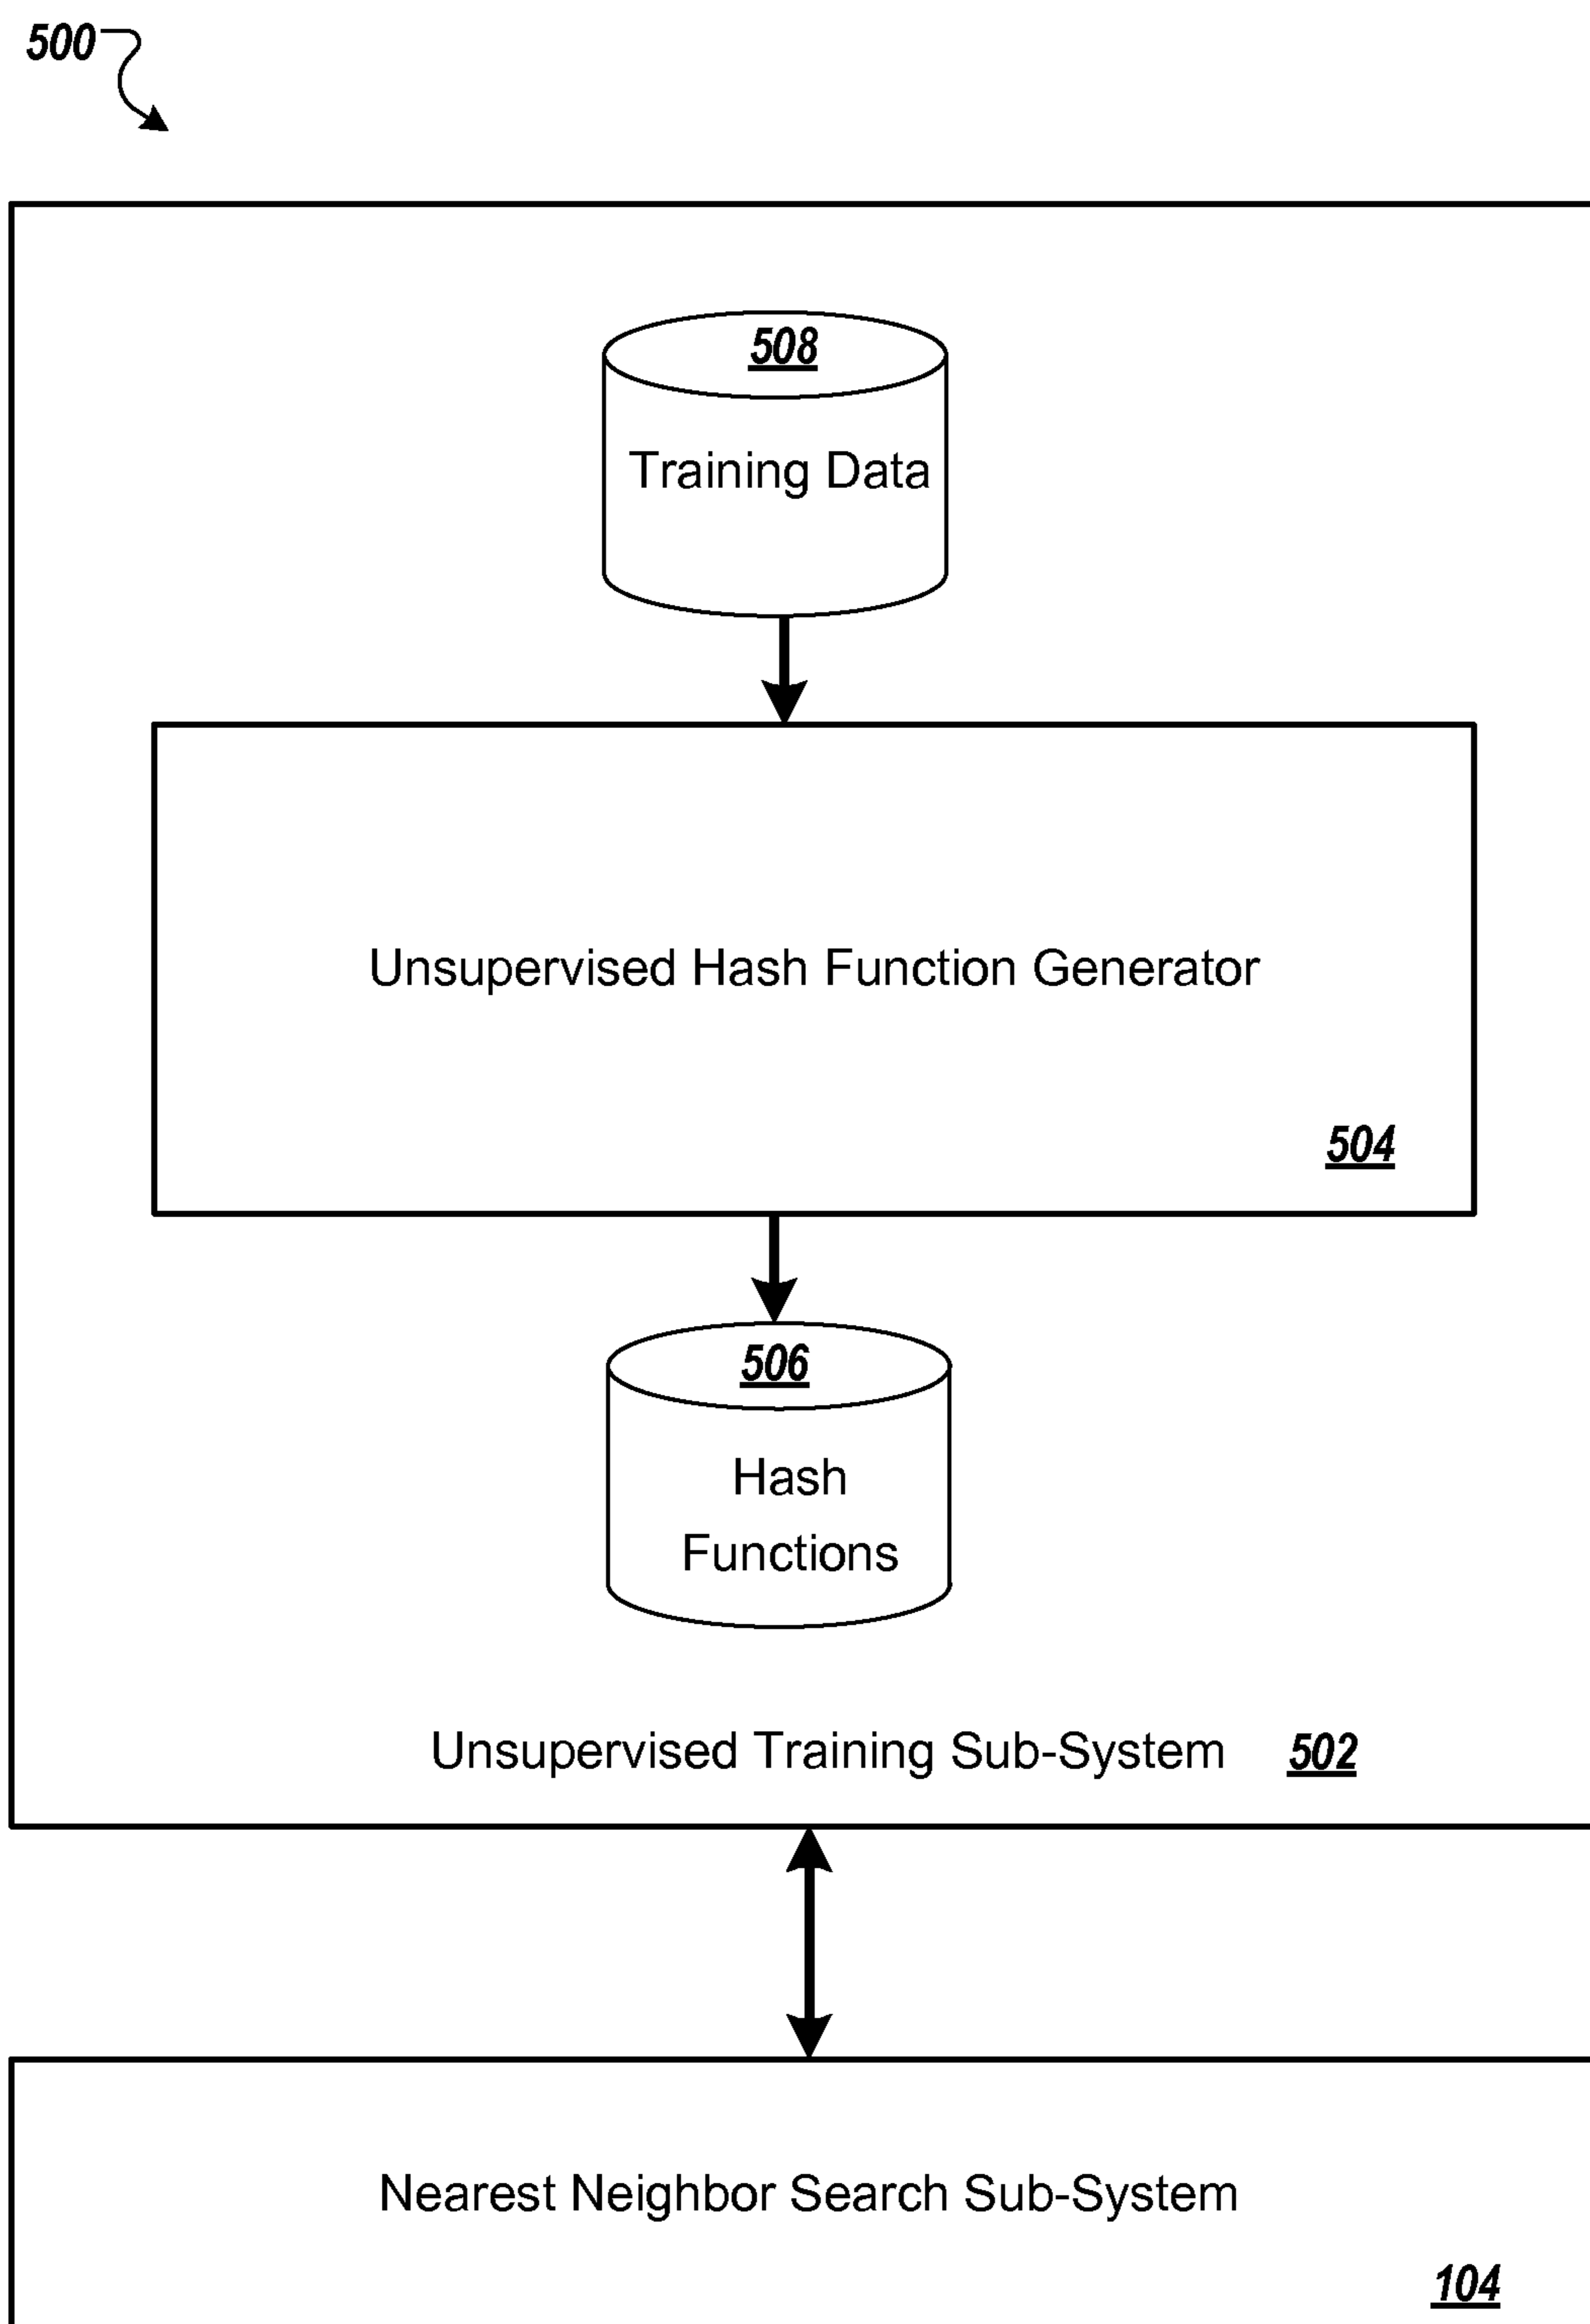 500
508
Training Data
Unsupervised Hash Function Generator
504
506
Hash
Functions
Unsupervised Training Sub-System 502
Nearest Neighbor Search Sub-System
104